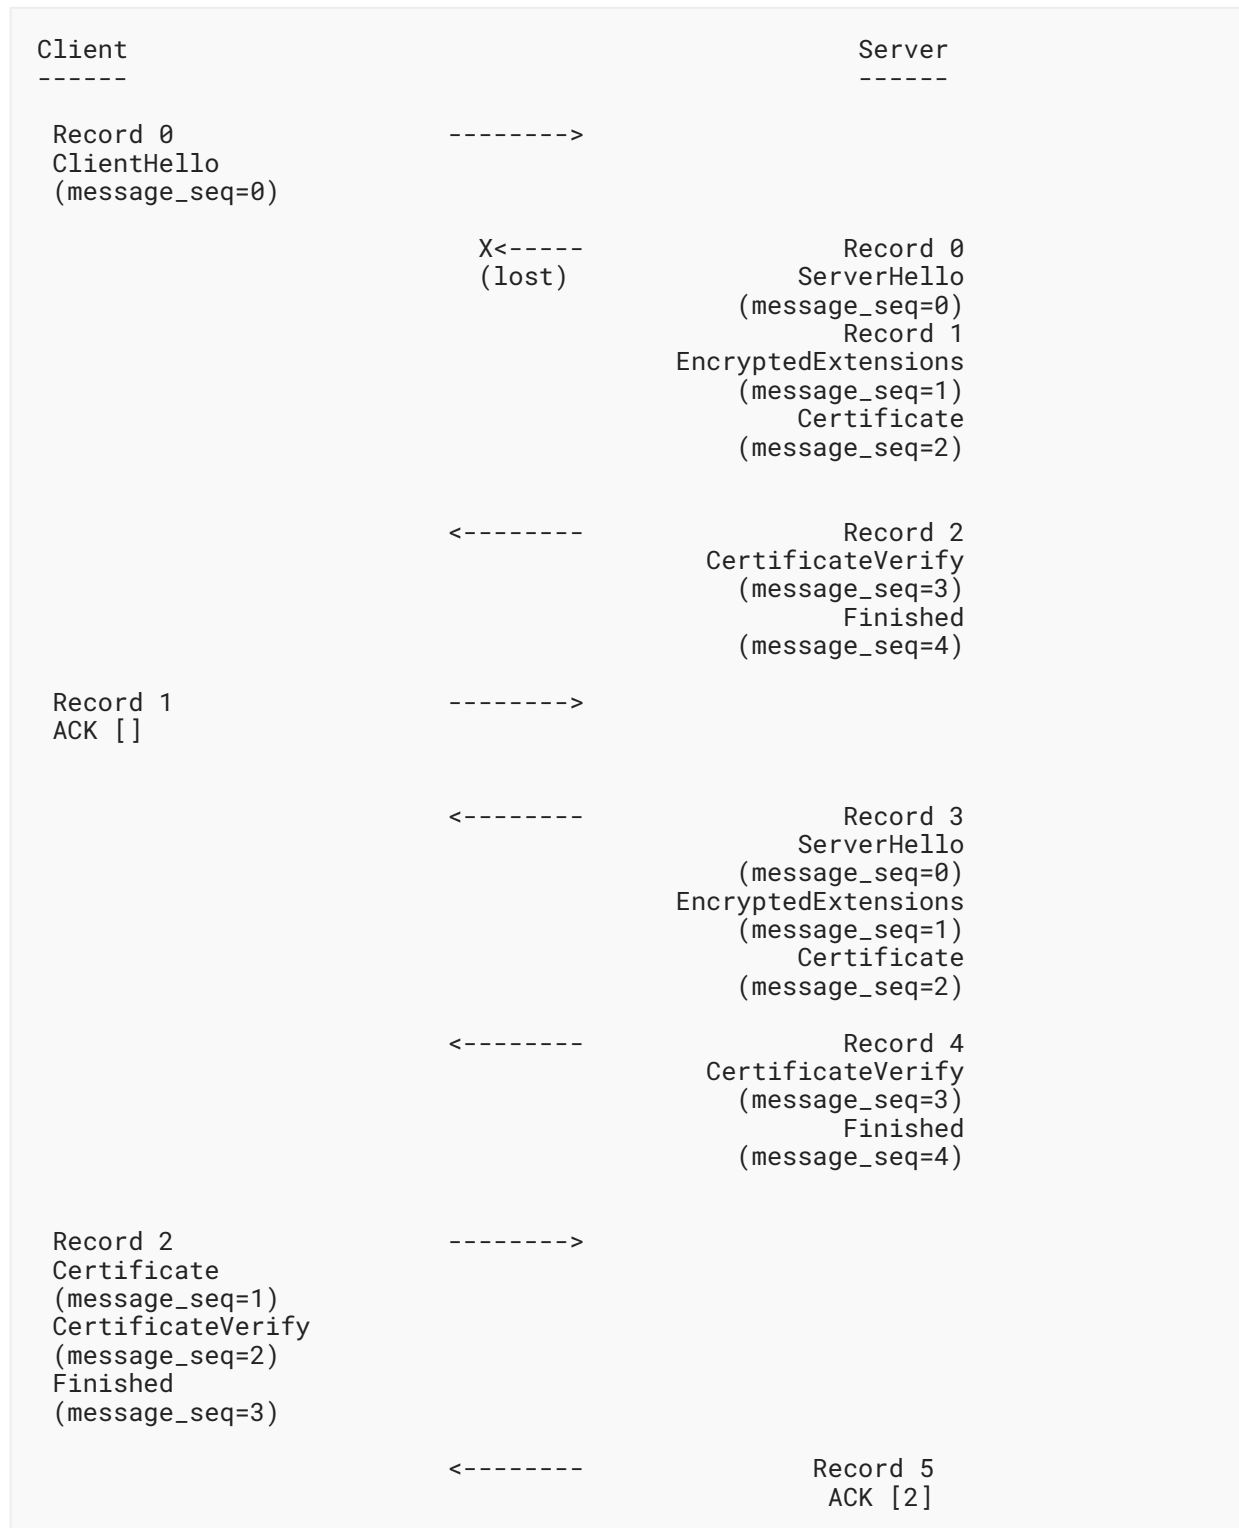 Client                                                Server
------                                                ------
 Record 0                  -------->
 ClientHello
 (message_seq=0)
                             X<-----                 Record 0
                             (lost)               ServerHello
                                              (message_seq=0)
                                                     Record 1
                                          EncryptedExtensions
                                              (message_seq=1)
                                                  Certificate
                                              (message_seq=2)
                           <--------                 Record 2
                                            CertificateVerify
                                              (message_seq=3)
                                                     Finished
                                              (message_seq=4)
 Record 1                  -------->
 ACK []
                           <--------                 Record 3
                                                  ServerHello
                                              (message_seq=0)
                                          EncryptedExtensions
                                              (message_seq=1)
                                                  Certificate
                                              (message_seq=2)
                           <--------                 Record 4
                                            CertificateVerify
                                              (message_seq=3)
                                                     Finished
                                              (message_seq=4)
 Record 2                  -------->
 Certificate
 (message_seq=1)
 CertificateVerify
 (message_seq=2)
 Finished
 (message_seq=3)
                           <--------               Record 5
                                                    ACK [2]